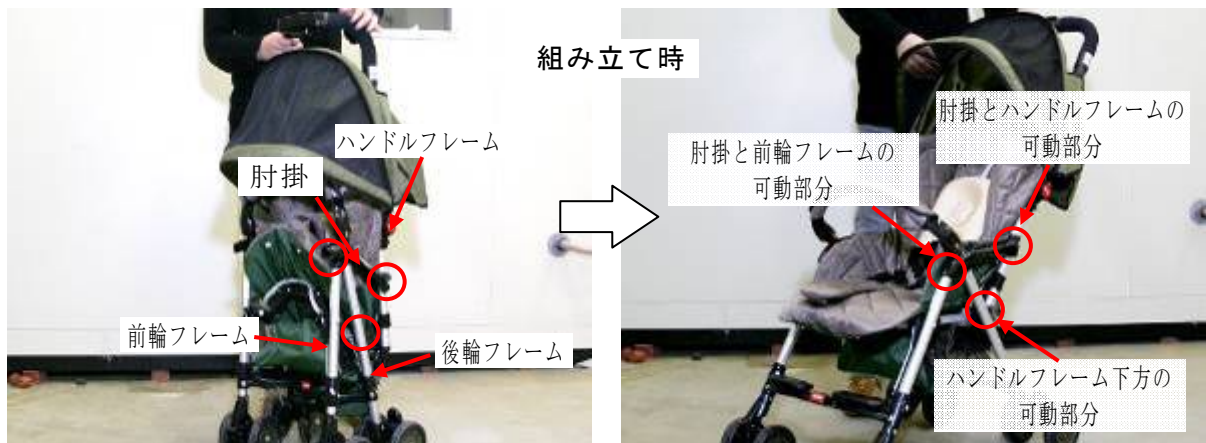 組み立て時
ハンドルフレーム
肘掛
前輪フレーム
後輪フレーム
肘掛と前輪フレームの
可動部分
肘掛とハンドルフレームの
可動部分
ハンドルフレーム下方の
可動部分